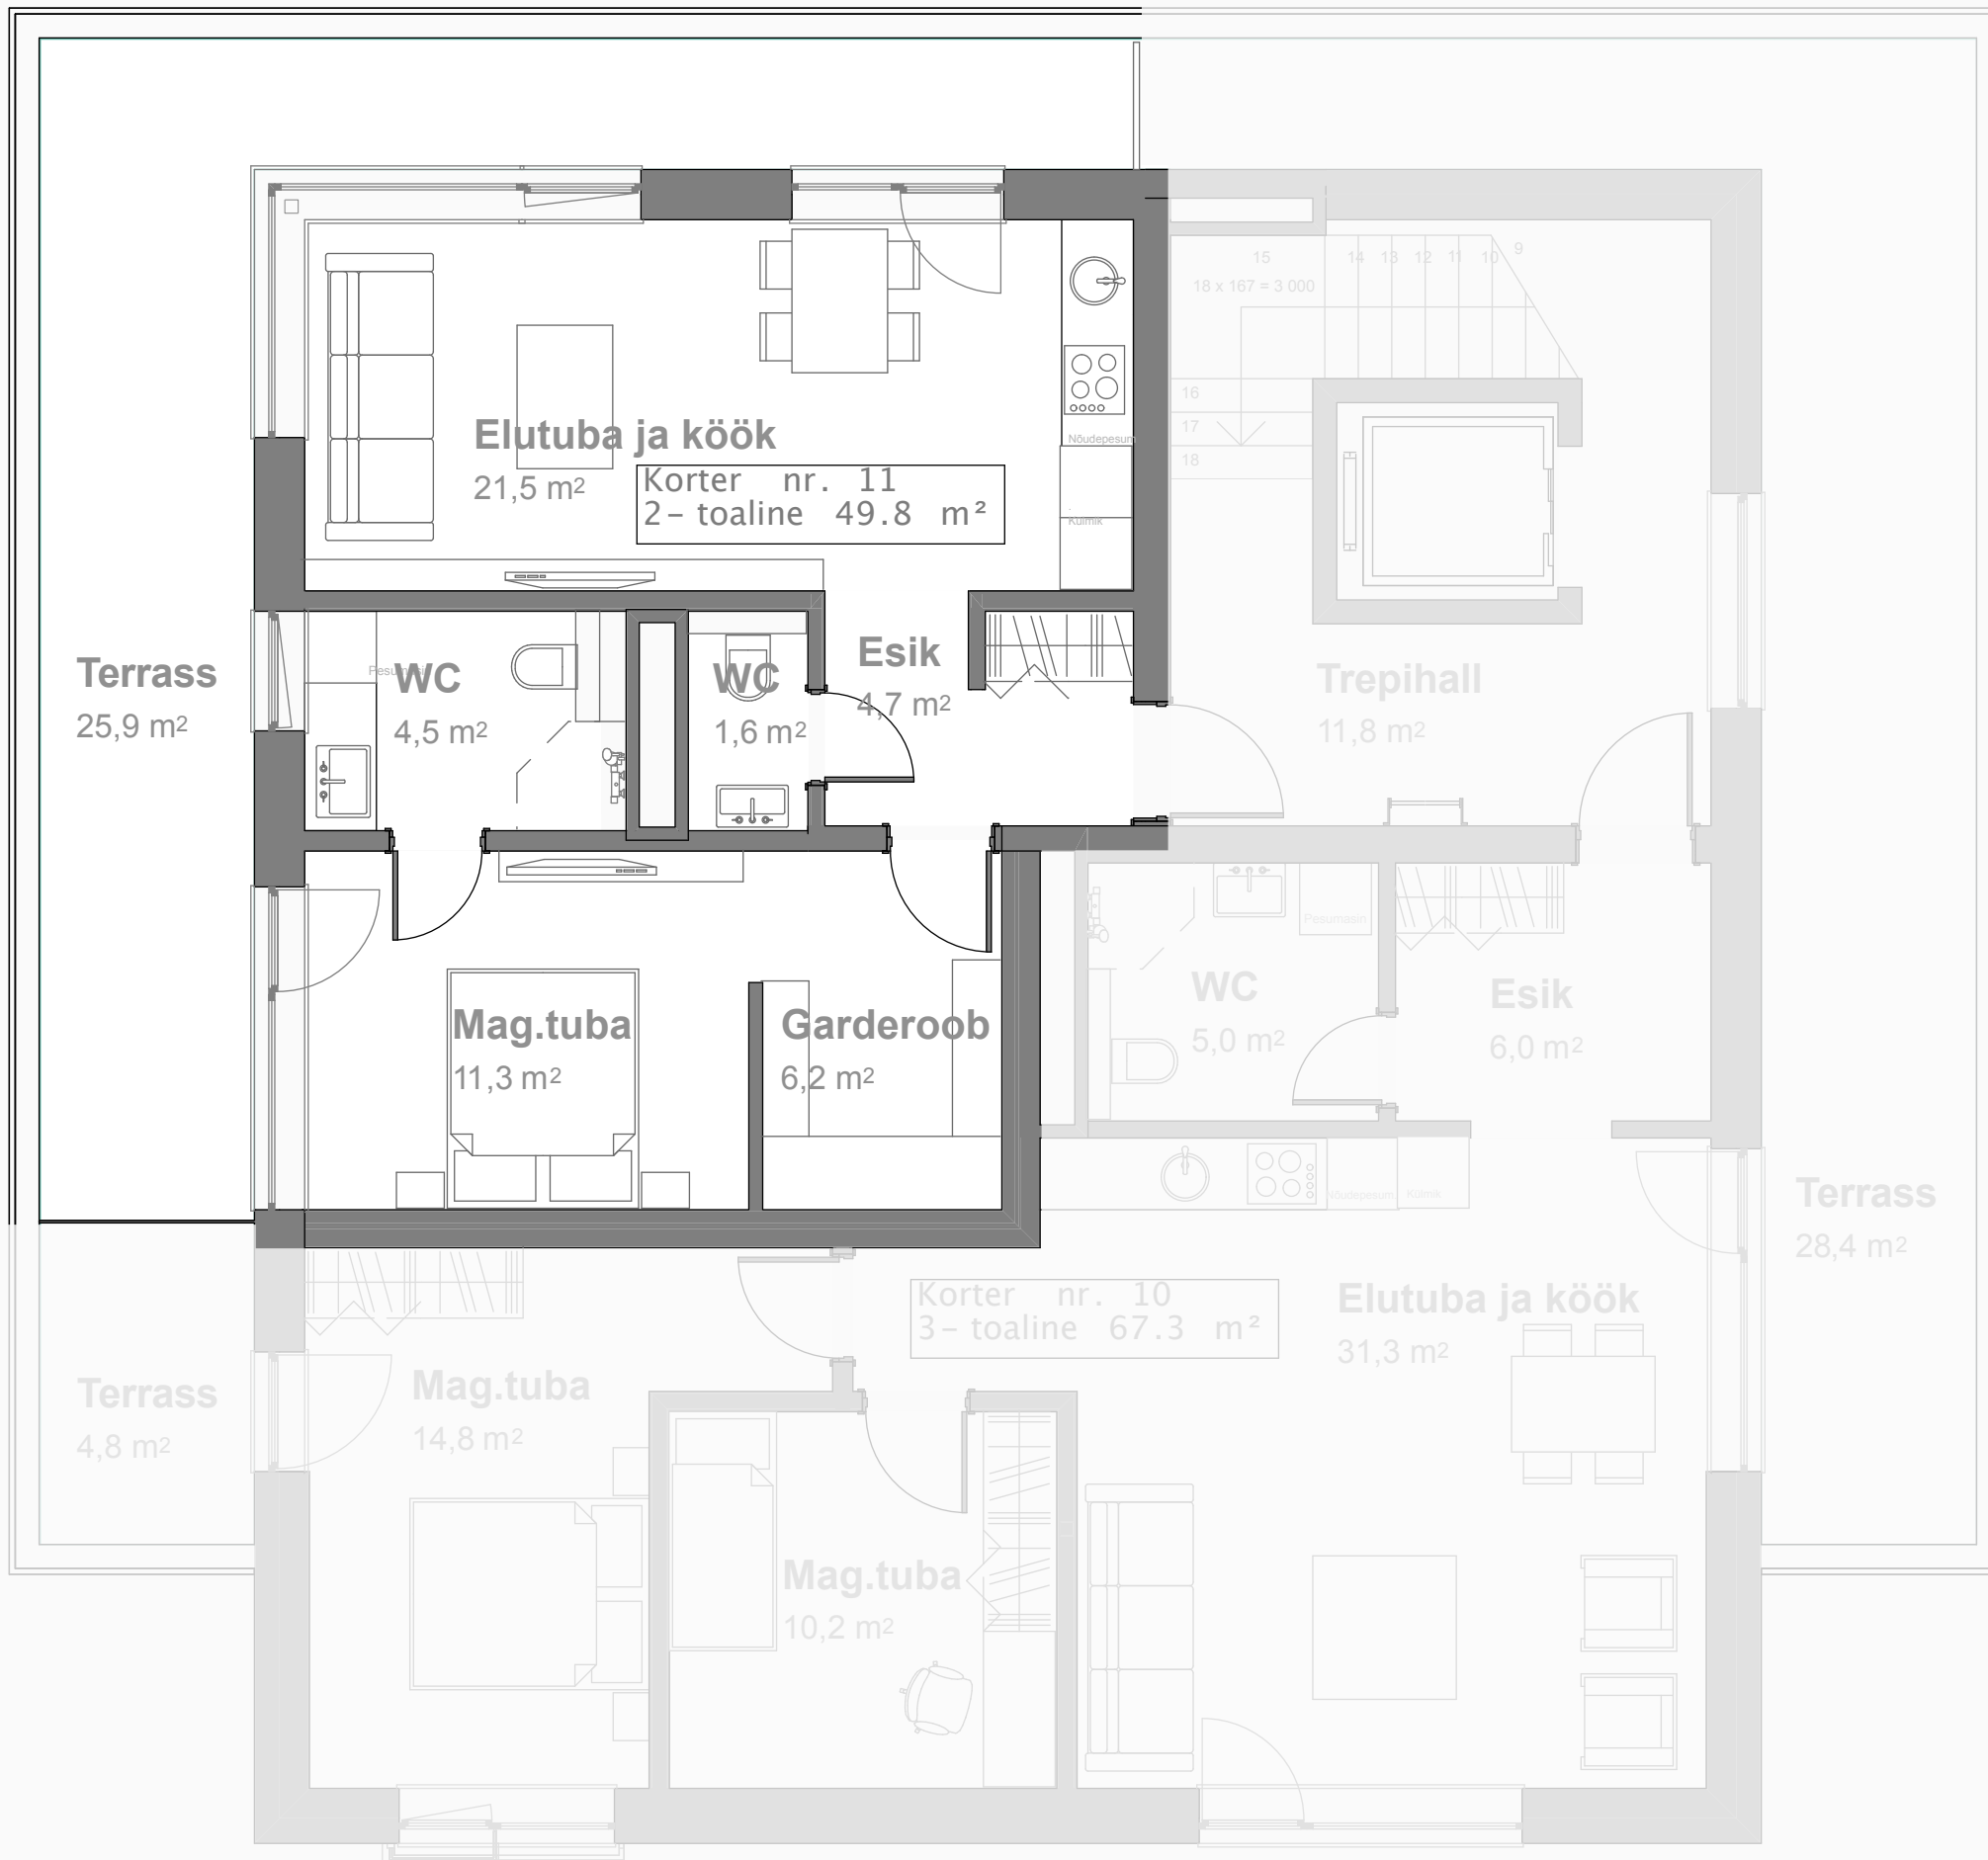 15
14
13
12
11
10
9
18 x 167 = 3 000
16
17
18
Elutuba ja köök
21,5 m²
Korter nr. 11
2- toaline 49.8 m²
Nõudepesum
Külmik
Terrass
25,9 m²
Pesumasin
WC
4,5 m²
WC
1,6 m²
Esik
4,7 m²
Trepihall
11,8 m²
Mag.tuba
11,3 m²
Garderoob
6,2 m²
Pesumasin
WC
5,0 m²
Esik
6,0 m²
Nõudepesum.
Külmik
Terrass
28,4 m²
Korter nr. 10
3- toaline 67.3 m²
Elutuba ja köök
31,3 m²
Terrass
4,8 m²
Mag.tuba
14,8 m²
Mag.tuba
10,2 m²